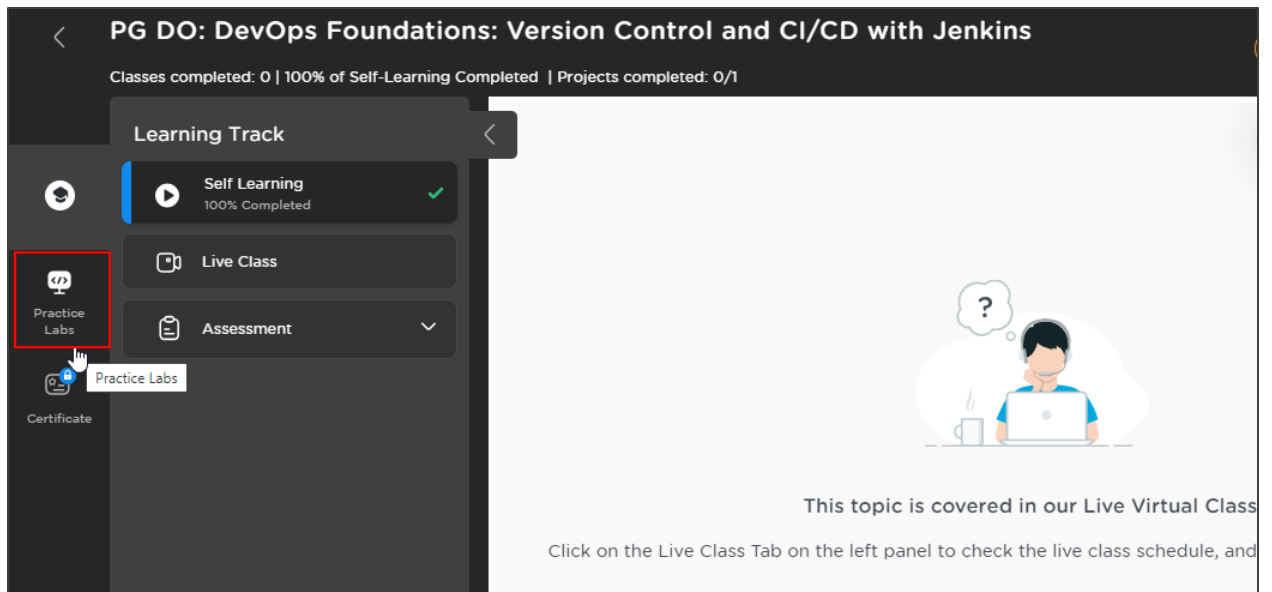 PG DO: DevOps Foundations: Version Control and CI/CD with Jenkins
Classes completed: 0 | 100% of Self-Learning Completed | Projects completed: 0/1
Learning Track
Self Learning
100% Completed
Live Class
Assessment
Practice
Labs
Practice Labs
Certificate
?
This topic is covered in our Live Virtual Class
Click on the Live Class Tab on the left panel to check the live class schedule, and